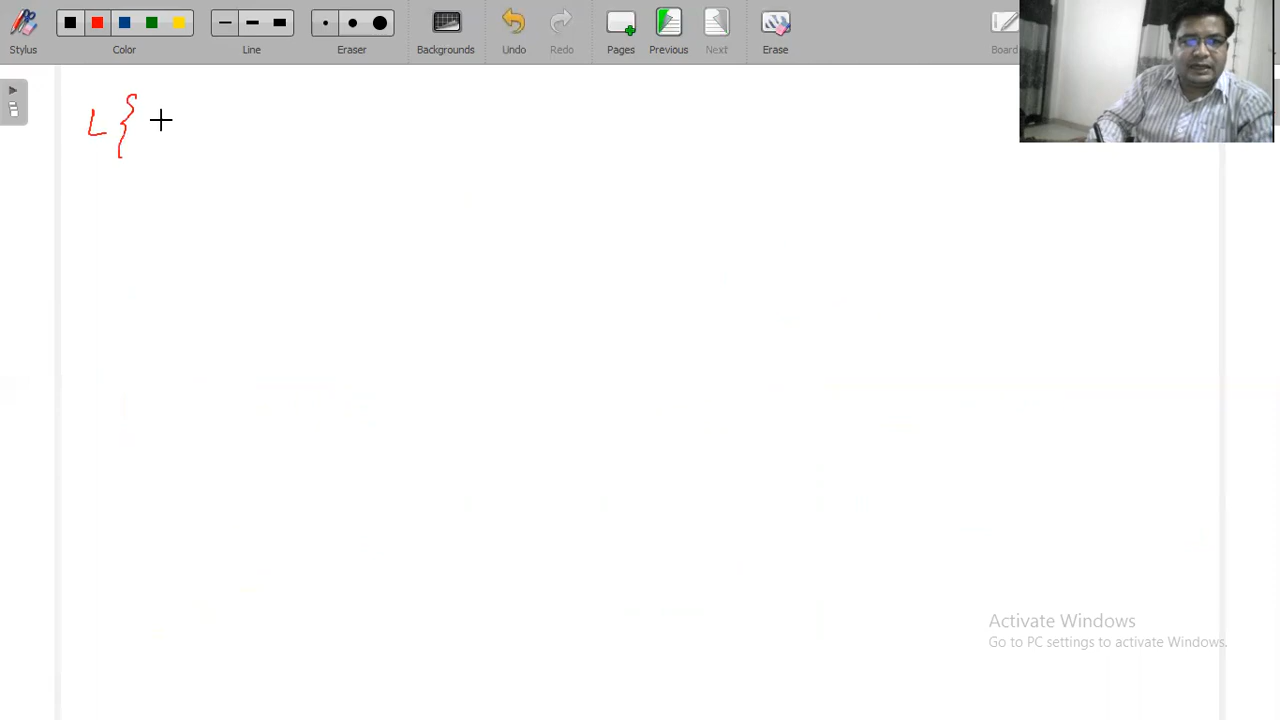 Stylus Color Line Eraser Backgrounds Undo Redo Pages Previous Next Erase Board
L{
Activate Windows
Go to PC settings to activate Windows.